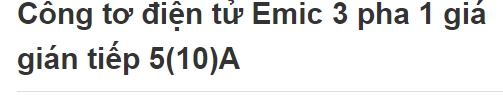 Công tơ điện tử Emic 3 pha 1 giá
gián tiếp 5(10)A